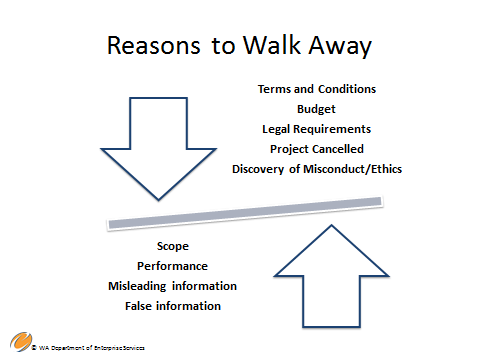 Reasons to Walk Away
Terms and Conditions
Budget
Legal Requirements
Project Cancelled
Discovery of Misconduct/Ethics
Scope
Performance
Misleading information
False information
© WA Department of Enterprise Services